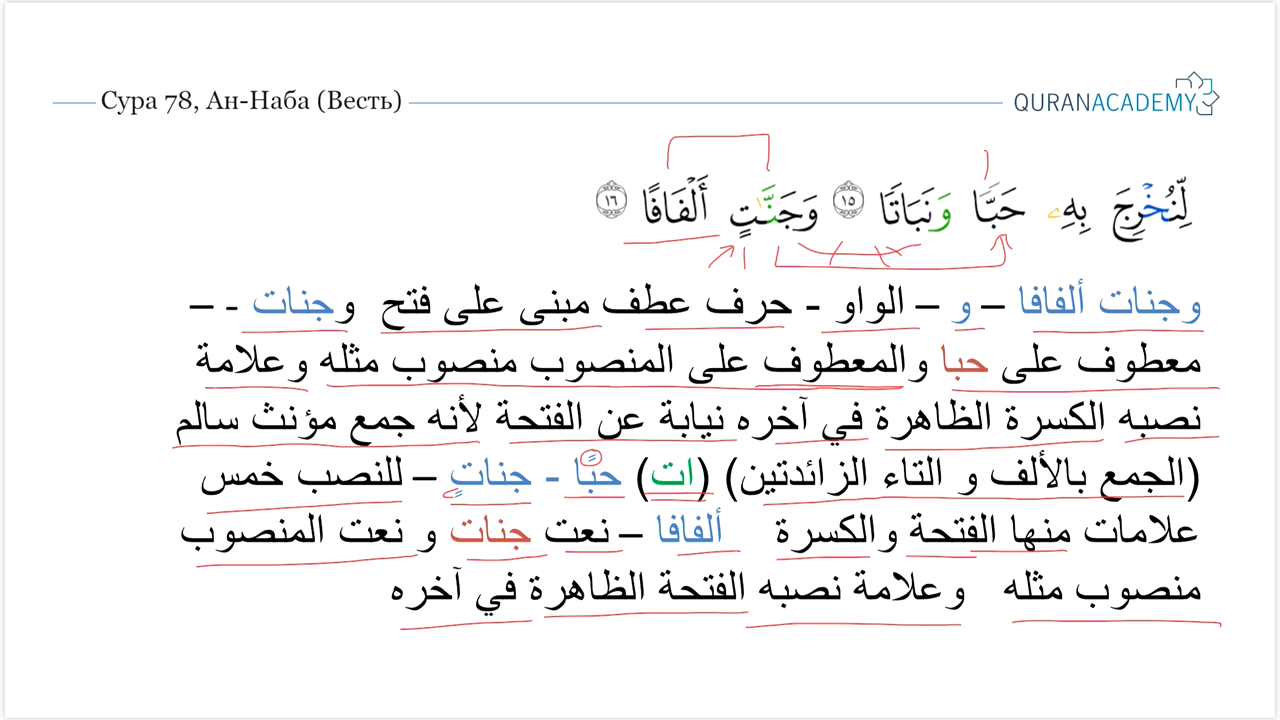 Сура 78, Ан-Наба (Весть)
QURANACADEMY
لِّنُخْرِجَ بِهِۦ حَبًّا وَنَبَاتًا ١٥ وَجَنَّـٰتٍ أَلْفَافًا ١٦
وجنات ألفافا – و – الواو - حرف عطف مبنى على فتح وجنات - –
معطوف على حبا والمعطوف على المنصوب منصوب مثله وعلامة
نصبه الكسرة الظاهرة في آخره نيابة عن الفتحة لأنه جمع مؤنث سالم
(الجمع بالألف و التاء الزائدتين) (ات) حبًا - جناتٍ – للنصب خمس
علامات منها الفتحة والكسرة ألفافا – نعت جنات و نعت المنصوب
منصوب مثله وعلامة نصبه الفتحة الظاهرة في آخره